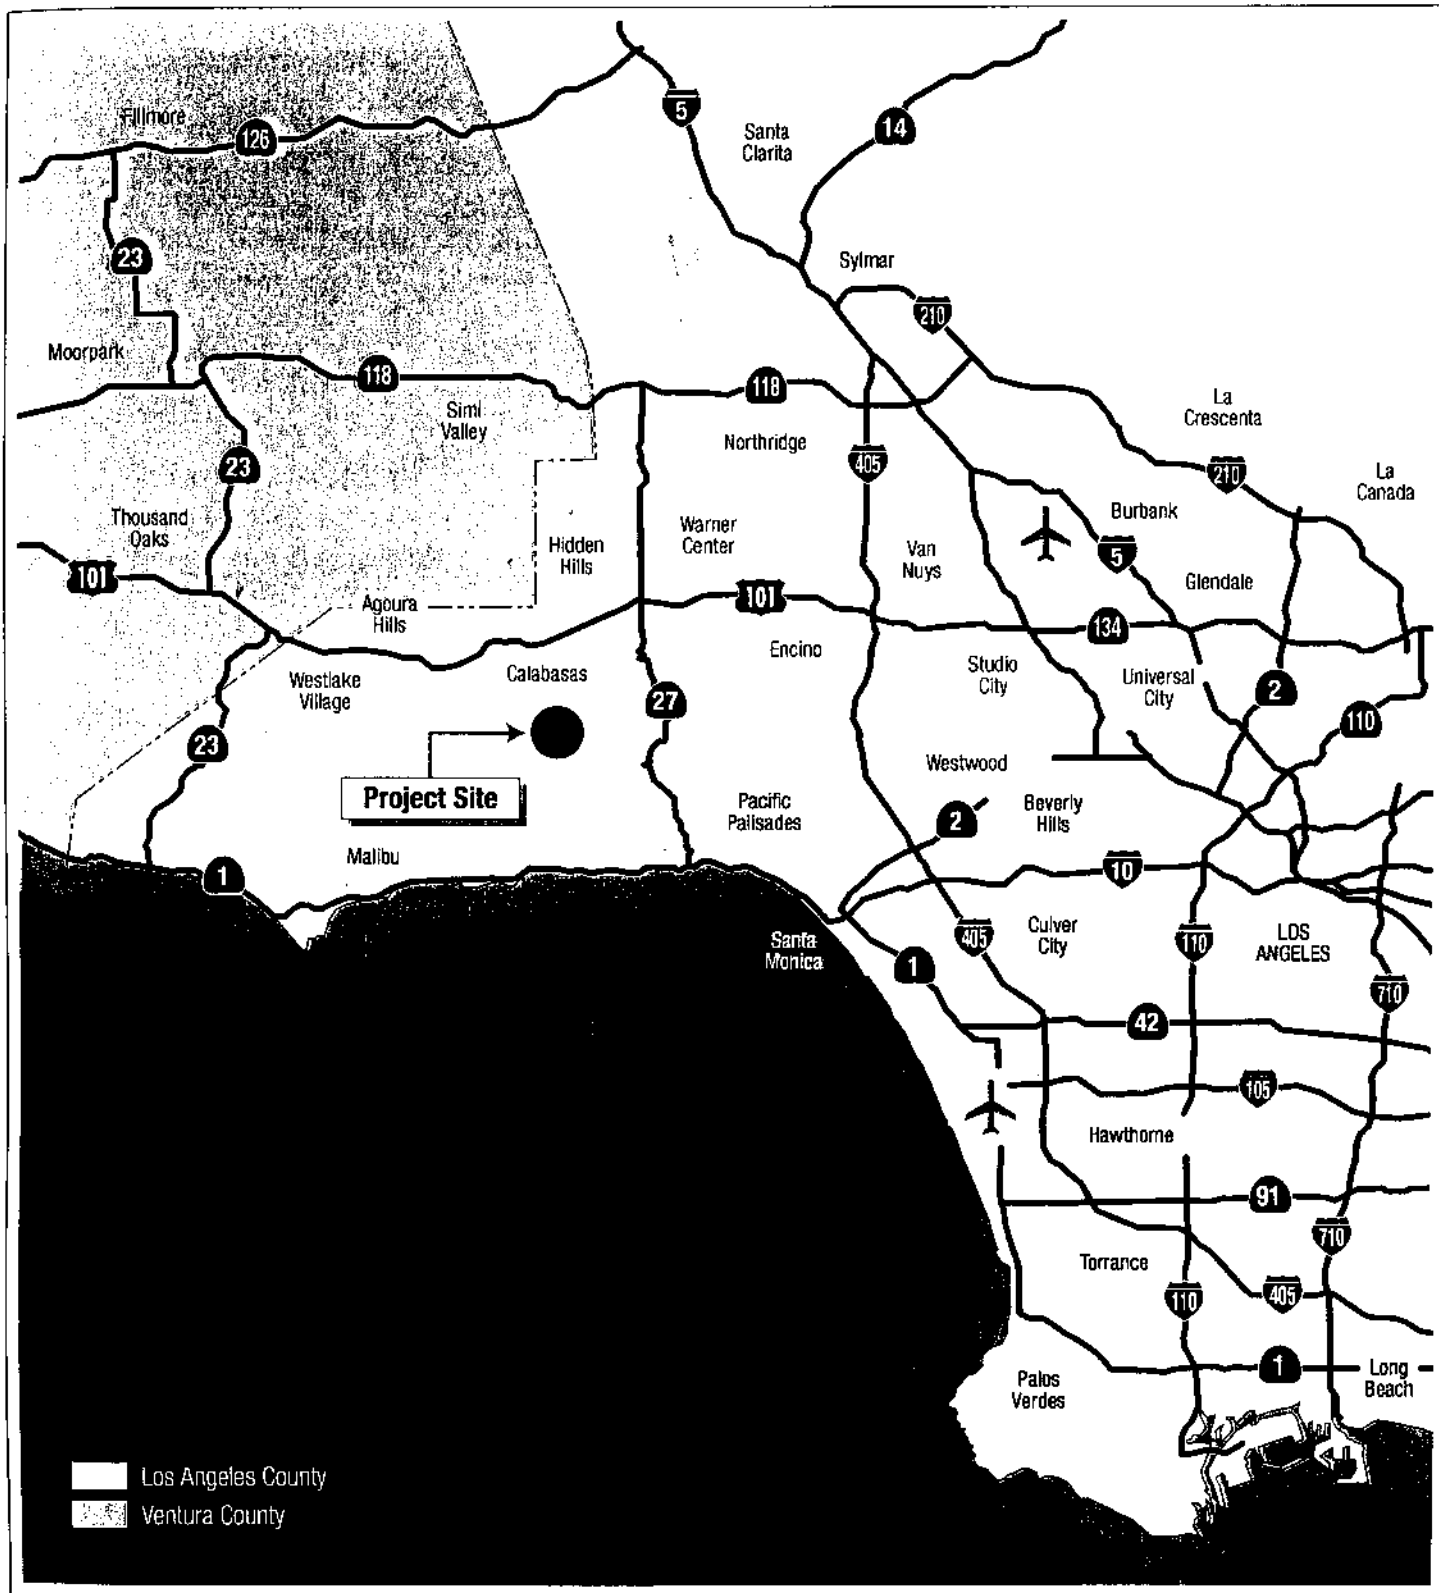 5
14
Santa
Clarita
Fillmore
126
23
Sylmar
210
Moorpark
118
118
Simi
Valley
La
Crescenta
Northridge
405
23
210
La
Canada
Thousand
Oaks
Hidden
Hills
Warner
Center
Van
Nuys
Burbank
5
101
Glendale
Agoura
Hills
101
134
Encino
Studio
City
Universal
City
Westlake
Village
Calabasas
27
2
110
23
Westwood
Project Site
Pacific
Palisades
2
Beverly
Hills
Malibu
1
10
Santa
Monica
1
405
Culver
City
110
LOS
ANGELES
710
42
105
Hawthorne
91
710
Torrance
110
405
1
Palos
Verdes
Long
Beach
Los Angeles County
Ventura County